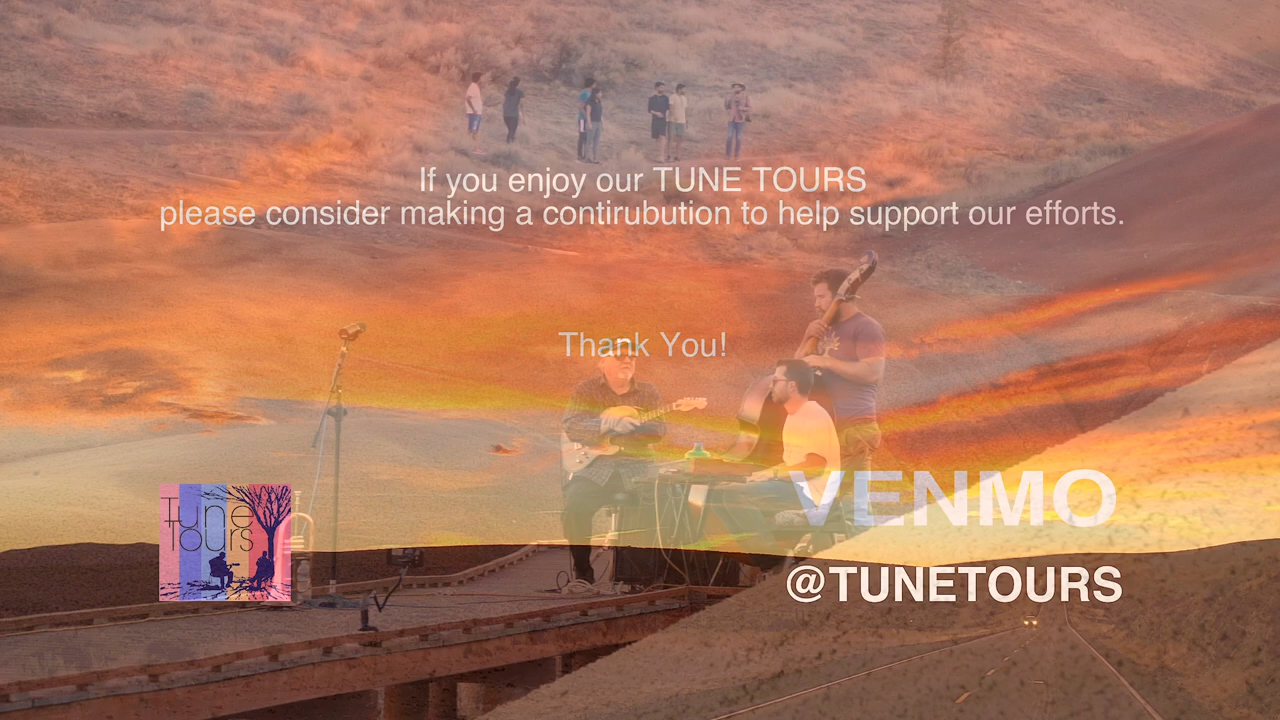 If you enjoy our TUNE TOURS
please consider making a contirubution to help support our efforts.
Thank You!
Tune
Tours
VENMO
@TUNETOURS